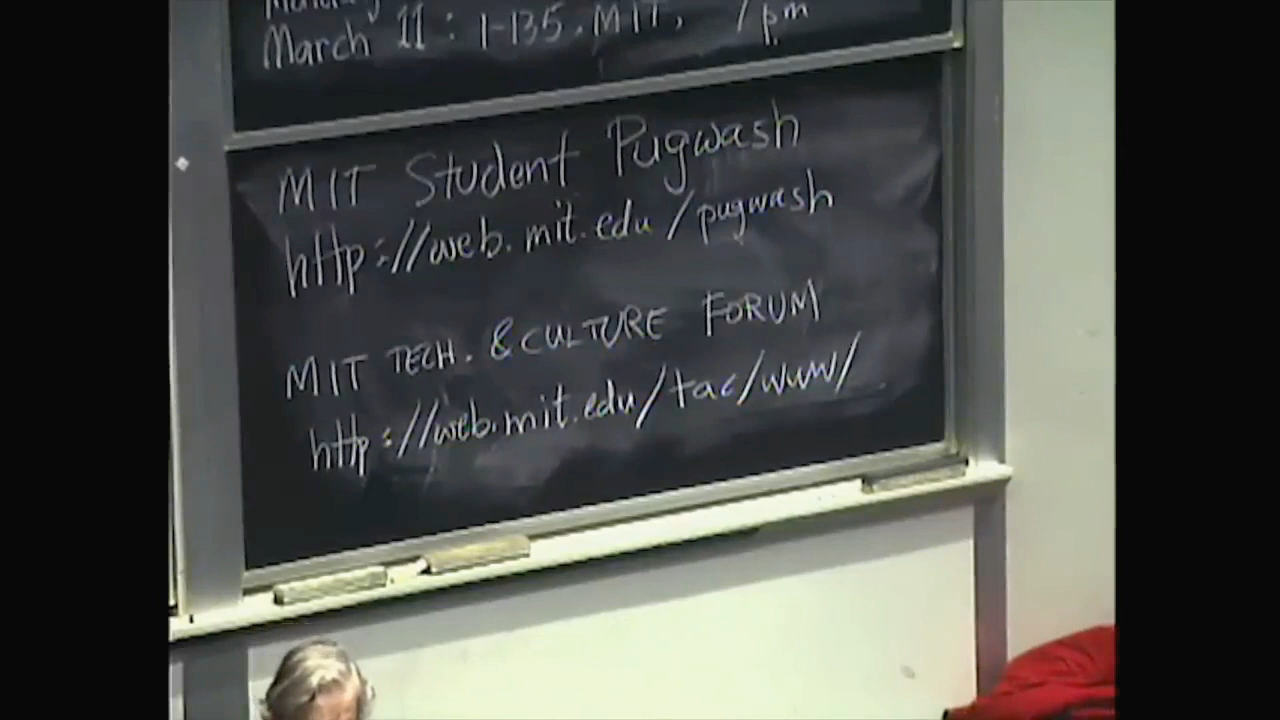 March 11: 1-135, MIT, 7pm
MIT Student Pugwash
http://web.mit.edu/pugwash
MIT TECH. & CULTURE FORUM
http://web.mit.edu/tac/www/